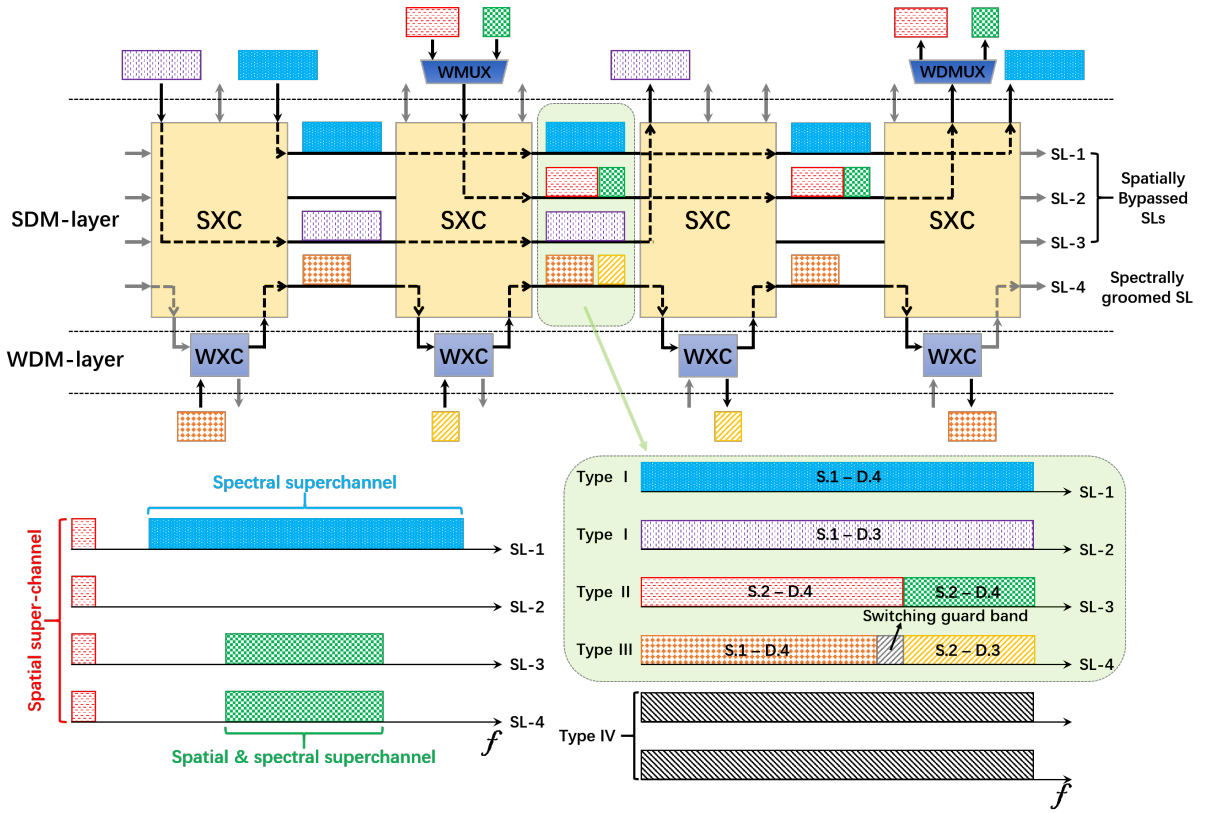 WMUX
WDMUX
SDM-layer
SXC
SXC
SXC
SXC
SL-1
SL-2
SL-3
SL-4
Spatially
Bypassed
SLs
Spectrally
groomed SL
WDM-layer
WXC
WXC
WXC
WXC
Spectral superchannel
Spatial super-channel
SL-1
SL-2
SL-3
SL-4
f
Spatial & spectral superchannel
Type I
S.1 – D.4
SL-1
Type I
S.1 – D.3
SL-2
Type II
S.2 – D.4
S.2 – D.4
SL-3
Switching guard band
Type III
S.1 – D.4
S.2 – D.3
SL-4
Type IV
f